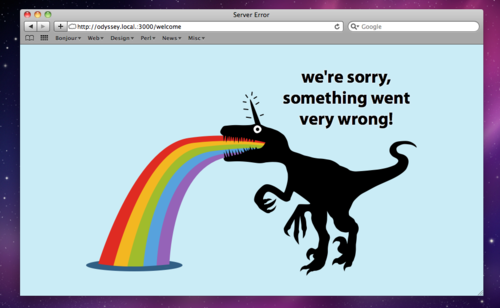 Server Error
http://odyssey.local.:3000/welcome
Google
Bonjour Web Design Perl News Misc
we're sorry,
something went
very wrong!